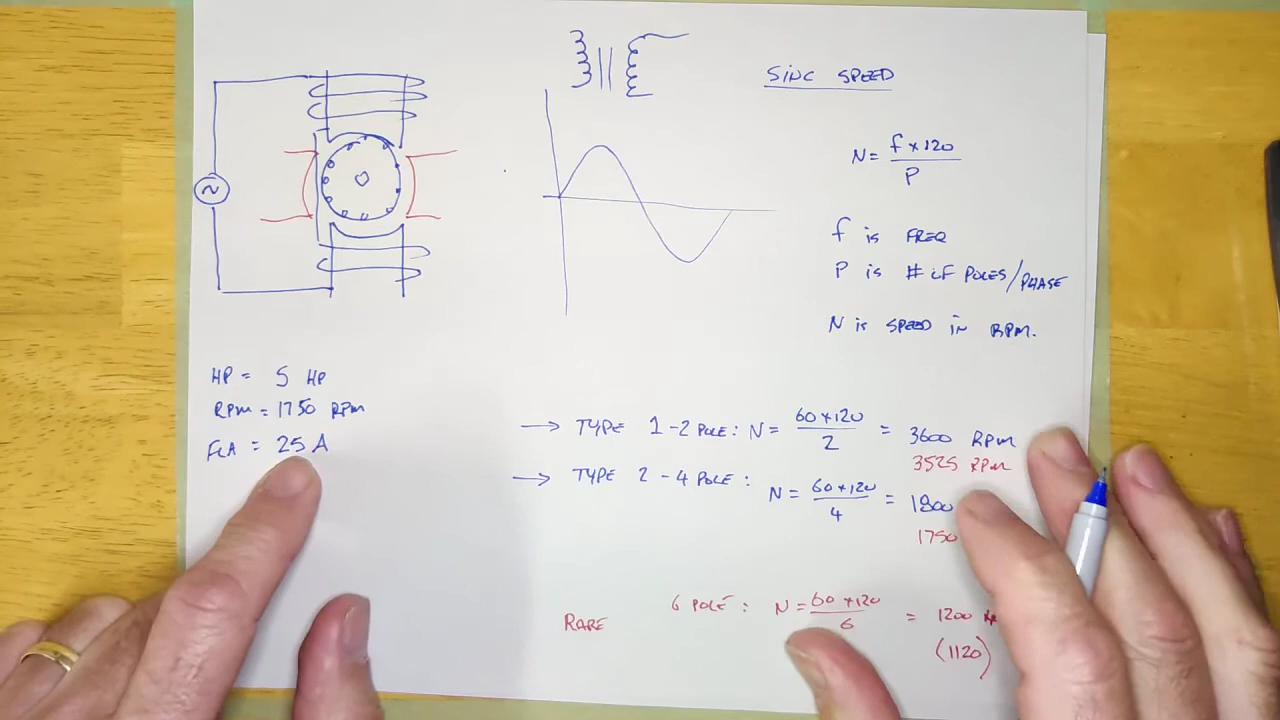 SINC SPEED
N = f x 120 / P
f is FREQ
P is # OF POLES/PHASE
N is SPEED IN RPM.
HP = 5 HP
RPM = 1750 RPM
FLA = 25 A
→ TYPE 1 - 2 POLE: N = 60 x 120 / 2 = 3600 RPM
3525 RPM
→ TYPE 2 - 4 POLE: N = 60 x 120 / 4 = 1800
1750
RARE 6 POLE: N = 60 x 120 / 6 = 1200
(1120)